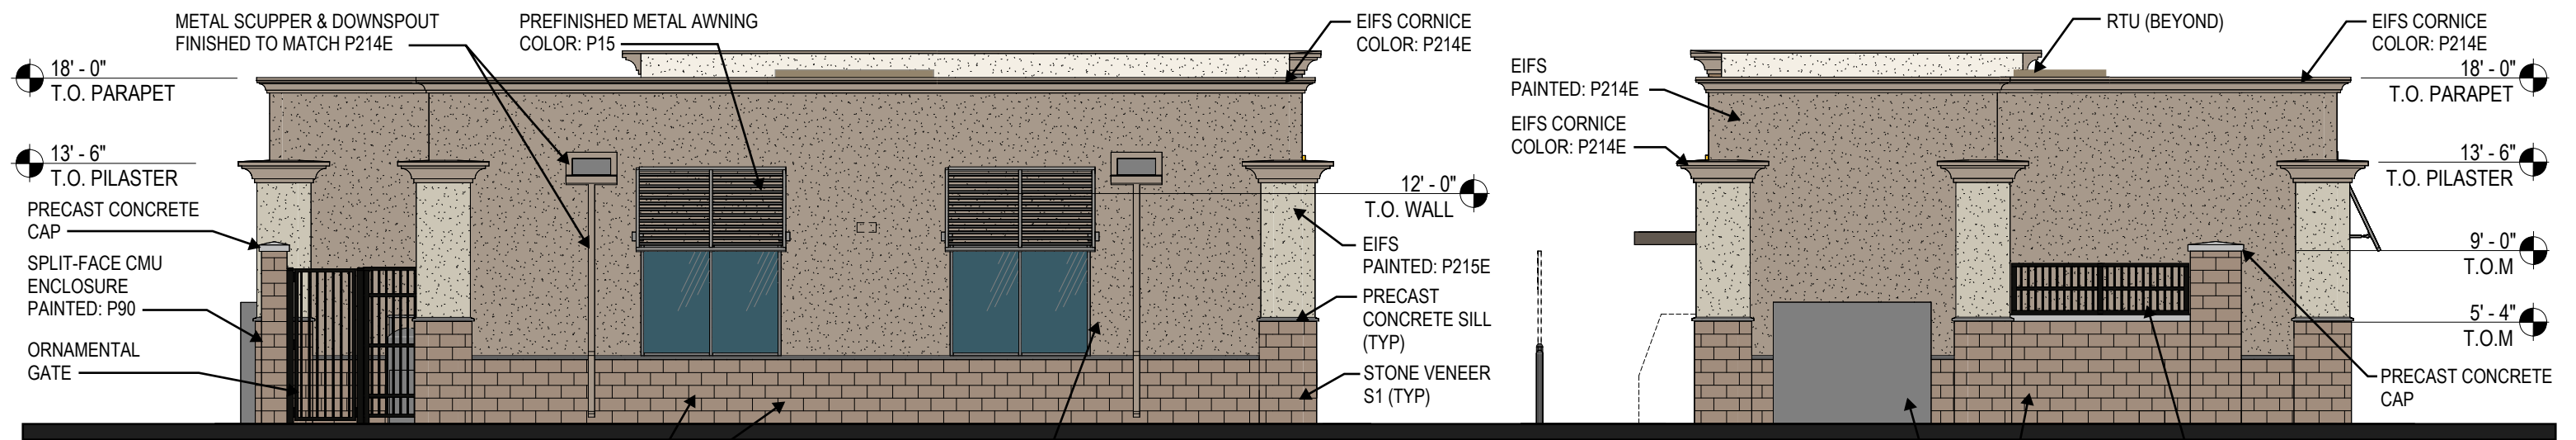 METAL SCUPPER & DOWNSPOUT
FINISHED TO MATCH P214E
PREFINISHED METAL AWNING
COLOR: P15
EIFS CORNICE
COLOR: P214E
18' - 0"
T.O. PARAPET
13' - 6"
T.O. PILASTER
PRECAST CONCRETE
CAP
SPLIT-FACE CMU
ENCLOSURE
PAINTED: P90
ORNAMENTAL
GATE
12' - 0"
T.O. WALL
EIFS
PAINTED: P215E
PRECAST
CONCRETE SILL
(TYP)
STONE VENEER
S1 (TYP)
EIFS
PAINTED: P214E
EIFS CORNICE
COLOR: P214E
RTU (BEYOND)
EIFS CORNICE
COLOR: P214E
18' - 0"
T.O. PARAPET
13' - 6"
T.O. PILASTER
9' - 0"
T.O.M
5' - 4"
T.O.M
PRECAST CONCRETE
CAP